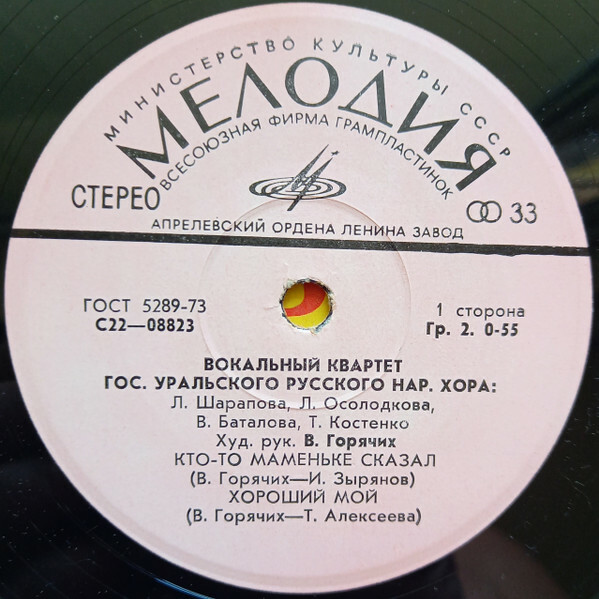 МИНИСТЕРСТВО КУЛЬТУРЫ СССР
МЕЛОДИЯ
ВСЕСОЮЗНАЯ ФИРМА ГРАМПЛАСТИНОК
СТЕРЕО
33
АПРЕЛЕВСКИЙ ОРДЕНА ЛЕНИНА ЗАВОД
ГОСТ 5289-73
С22—08823
1 сторона
Гр. 2. 0-55
ВОКАЛЬНЫЙ КВАРТЕТ
ГОС. УРАЛЬСКОГО РУССКОГО НАР. ХОРА:
Л. Шарапова, Л. Осолодкова,
В. Баталова, Т. Костенко
Худ. рук. В. Горячих
КТО-ТО МАМЕНЬКЕ СКАЗАЛ
(В. Горячих—И. Зырянов)
ХОРОШИЙ МОЙ
(В. Горячих—Т. Алексеева)